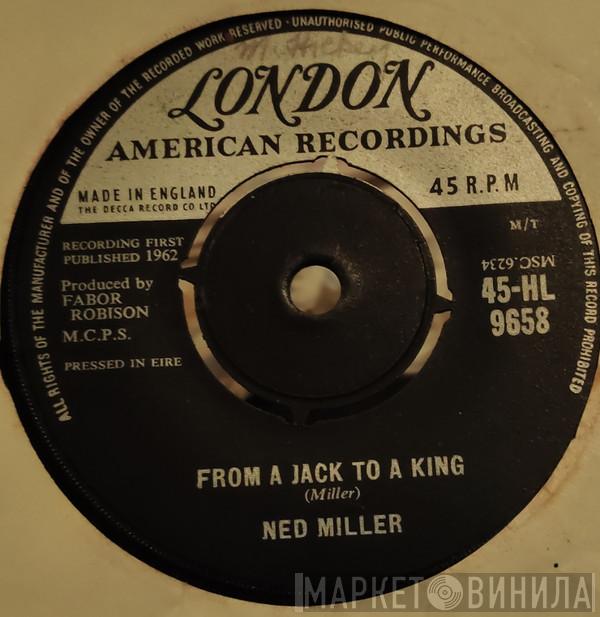 ALL RIGHTS OF THE MANUFACTURER AND OF THE OWNER OF THE RECORDED WORK RESERVED · UNAUTHORISED PUBLIC PERFORMANCE BROADCASTING AND COPYING OF THIS RECORD PROHIBITED
M. Hickey
LONDON
AMERICAN RECORDINGS
MADE IN ENGLAND
THE DECCA RECORD CO LTD
45 R.P.M
M/T
RECORDING FIRST
PUBLISHED 1962
MSC.6234
Produced by
FABOR
ROBISON
45-HL
9658
M.C.P.S.
PRESSED IN EIRE
FROM A JACK TO A KING
(Miller)
NED MILLER
МАРКЕТ ВИНИЛА